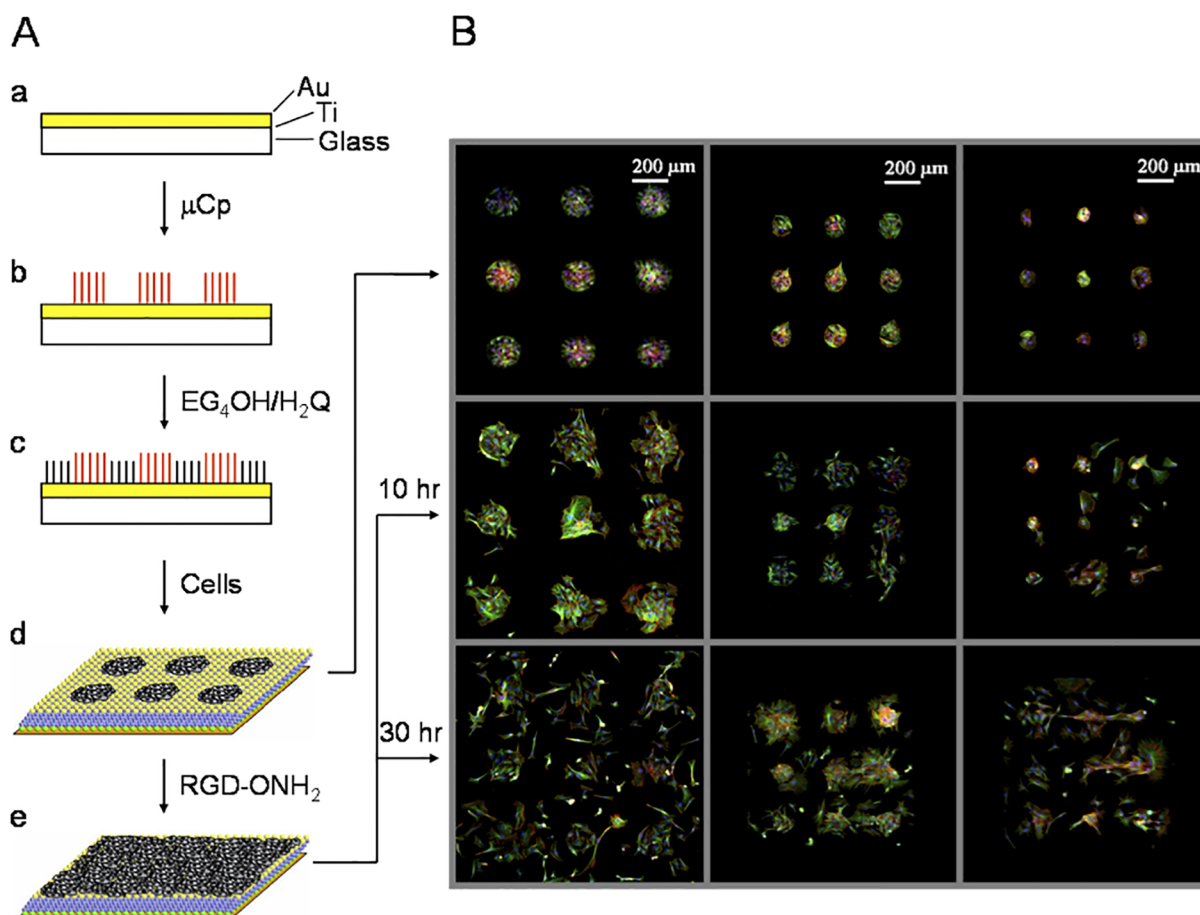 A
B
a
Au
Ti
Glass
μCp
b
EG₄OH/H₂Q
c
Cells
d
RGD-ONH₂
e
10 hr
30 hr
200 μm
200 μm
200 μm